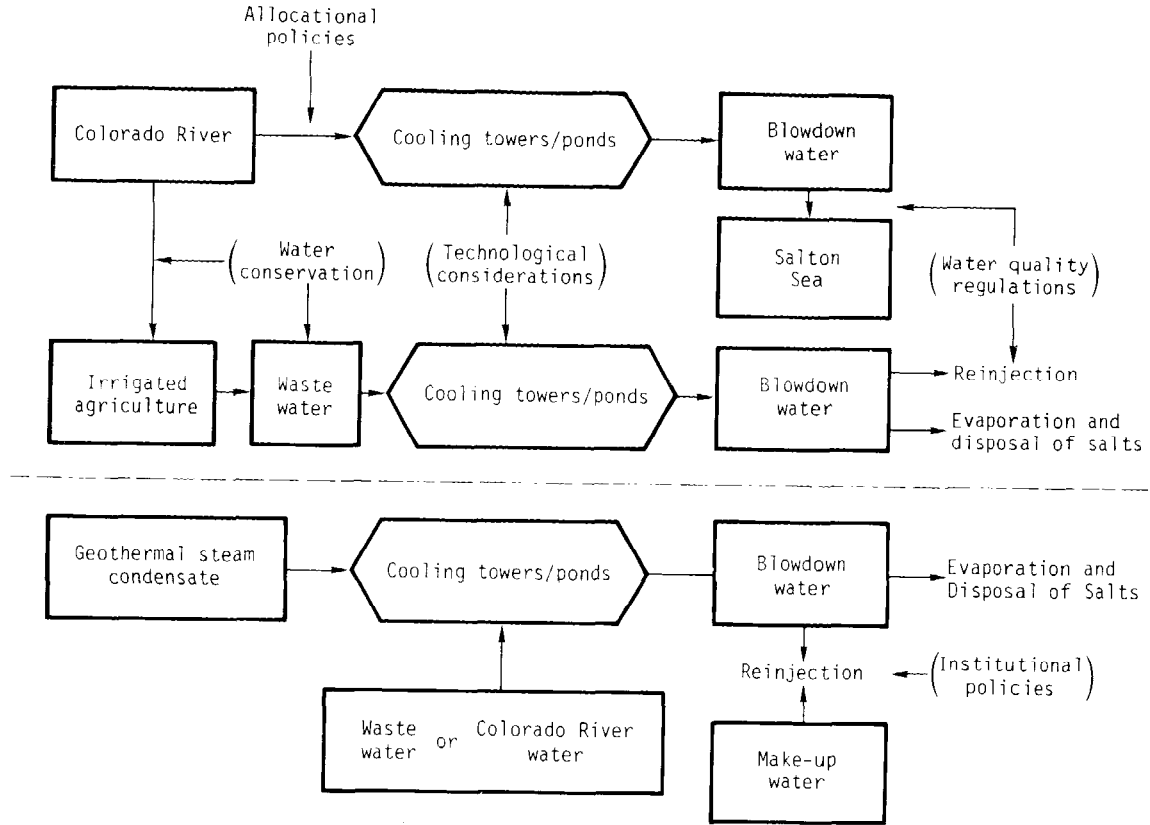 Allocational
policies
Colorado River
Cooling towers/ponds
Blowdown
water
(Water
conservation)
(Technological
considerations)
Salton
Sea
(Water quality
regulations)
Irrigated
agriculture
Waste
water
Cooling towers/ponds
Blowdown
water
Reinjection
Evaporation and
disposal of salts
Geothermal steam
condensate
Cooling towers/ponds
Blowdown
water
Evaporation and
Disposal of Salts
Reinjection
(Institutional
policies)
Waste
water
or
Colorado River
water
Make-up
water